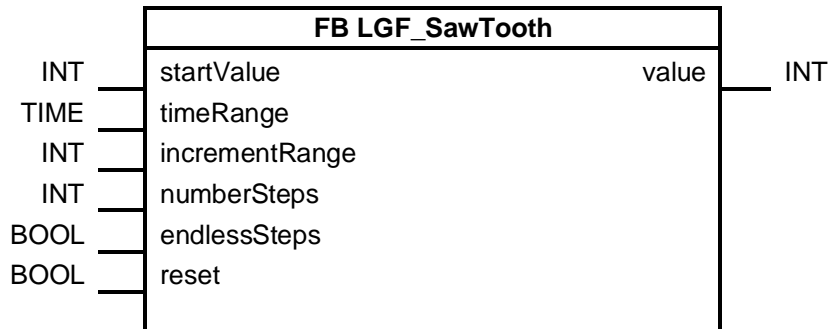 FB LGF_SawTooth
INT startValue value INT
TIME timeRange
INT incrementRange
INT numberSteps
BOOL endlessSteps
BOOL reset